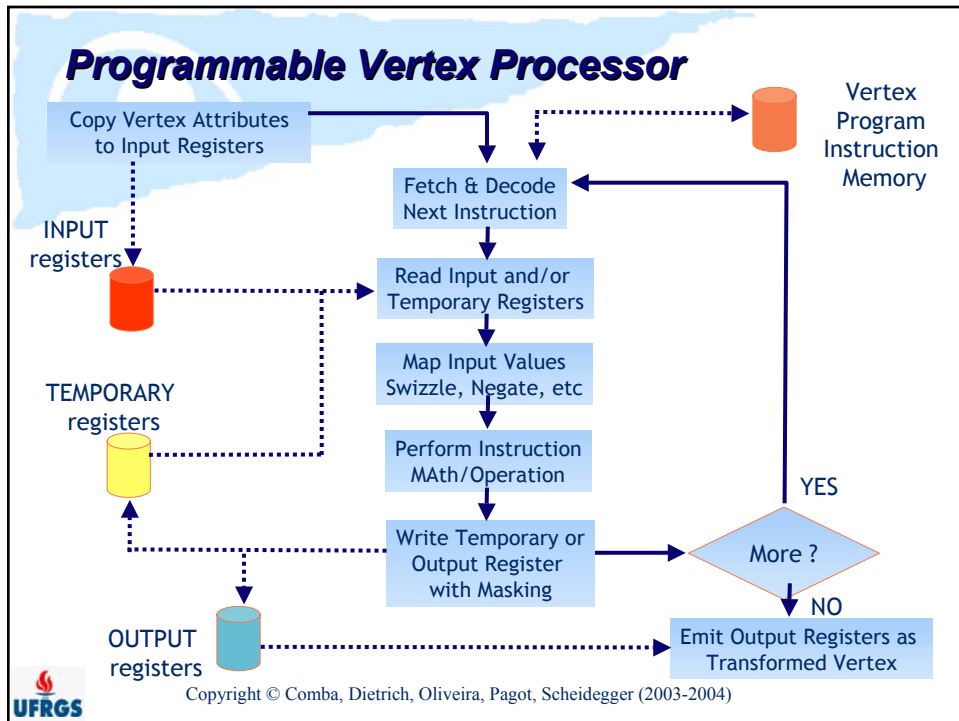 Programmable Vertex Processor
Copy Vertex Attributes
to Input Registers
Vertex
Program
Instruction
Memory
Fetch & Decode
Next Instruction
INPUT
registers
Read Input and/or
Temporary Registers
Map Input Values
Swizzle, Negate, etc
TEMPORARY
registers
Perform Instruction
MAth/Operation
YES
Write Temporary or
Output Register
with Masking
More ?
NO
OUTPUT
registers
Emit Output Registers as
Transformed Vertex
Copyright © Comba, Dietrich, Oliveira, Pagot, Scheidegger (2003-2004)
UFRGS